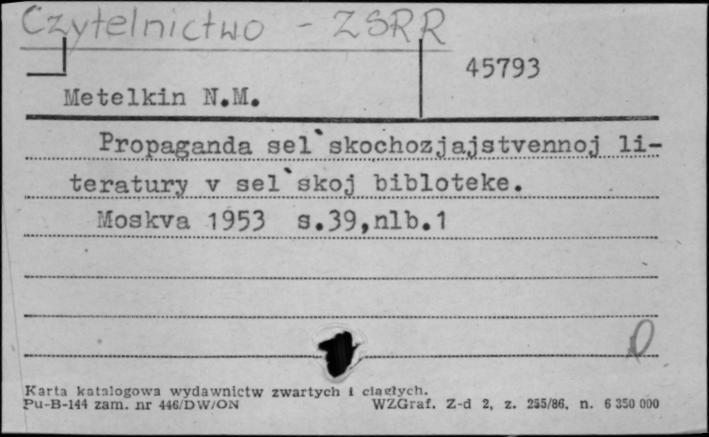 Czytelnictwo - ZSRR
45793
Metelkin N.M.
Propaganda sel`skochozjajstvennoj li-
teratury v sel`skoj bibloteke.
Moskva 1953 s.39,nlb.1
Karta katalogowa wydawnictw zwartych i ciągłych.
Pu-B-144 zam. nr 446/DW/ON WZGraf. Z-d 2, z. 255/86, n. 6 350 000